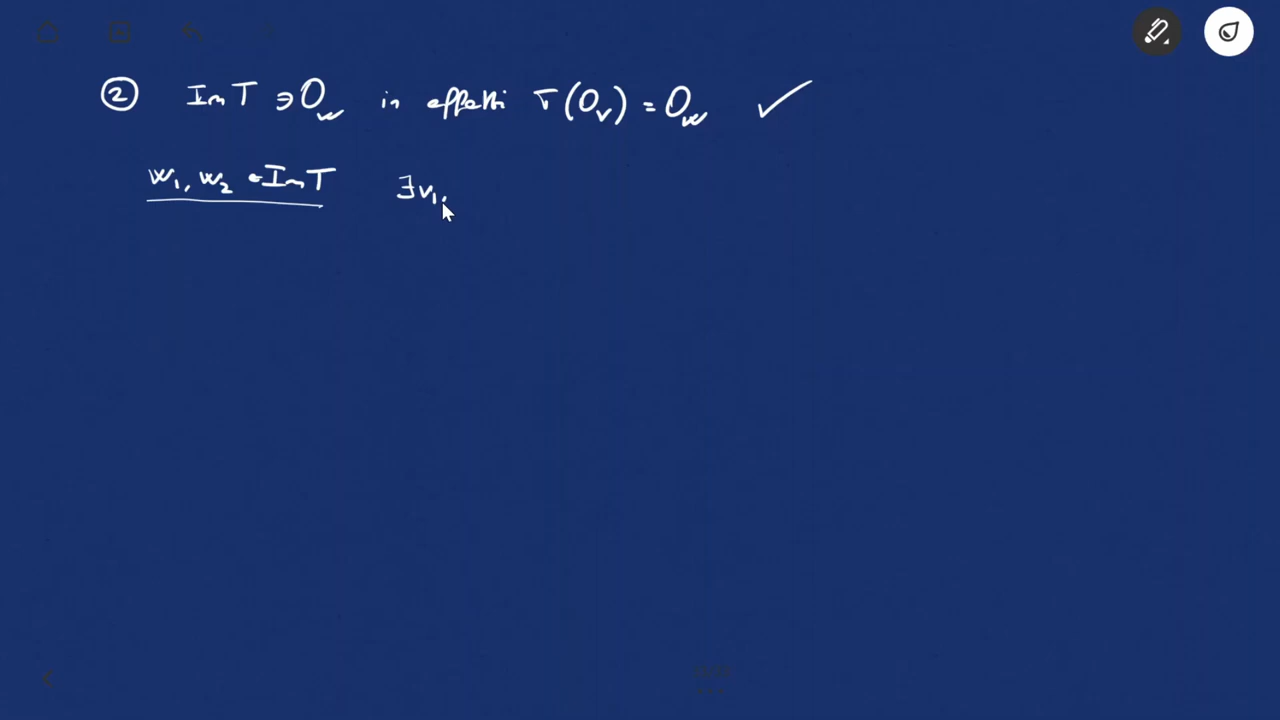 ② Im T ∋ 0_w in effetti T(0_v) = 0_w ✓
w₁, w₂ ∈ Im T ∃ v₁,